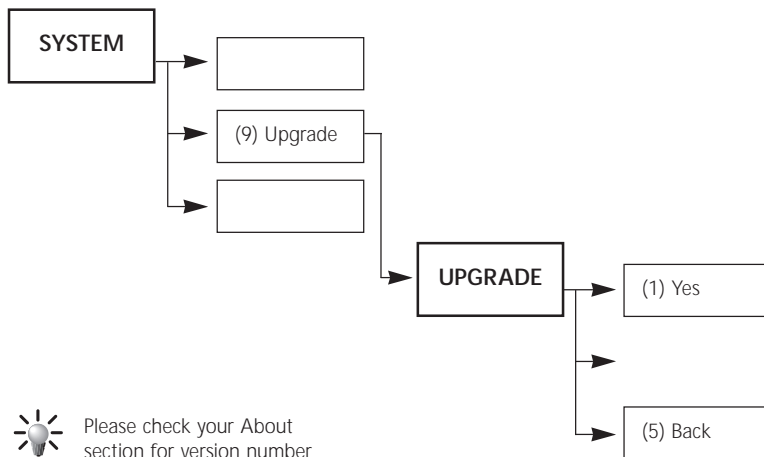 SYSTEM
(9) Upgrade
UPGRADE
(1) Yes
(5) Back
Please check your About
section for version number